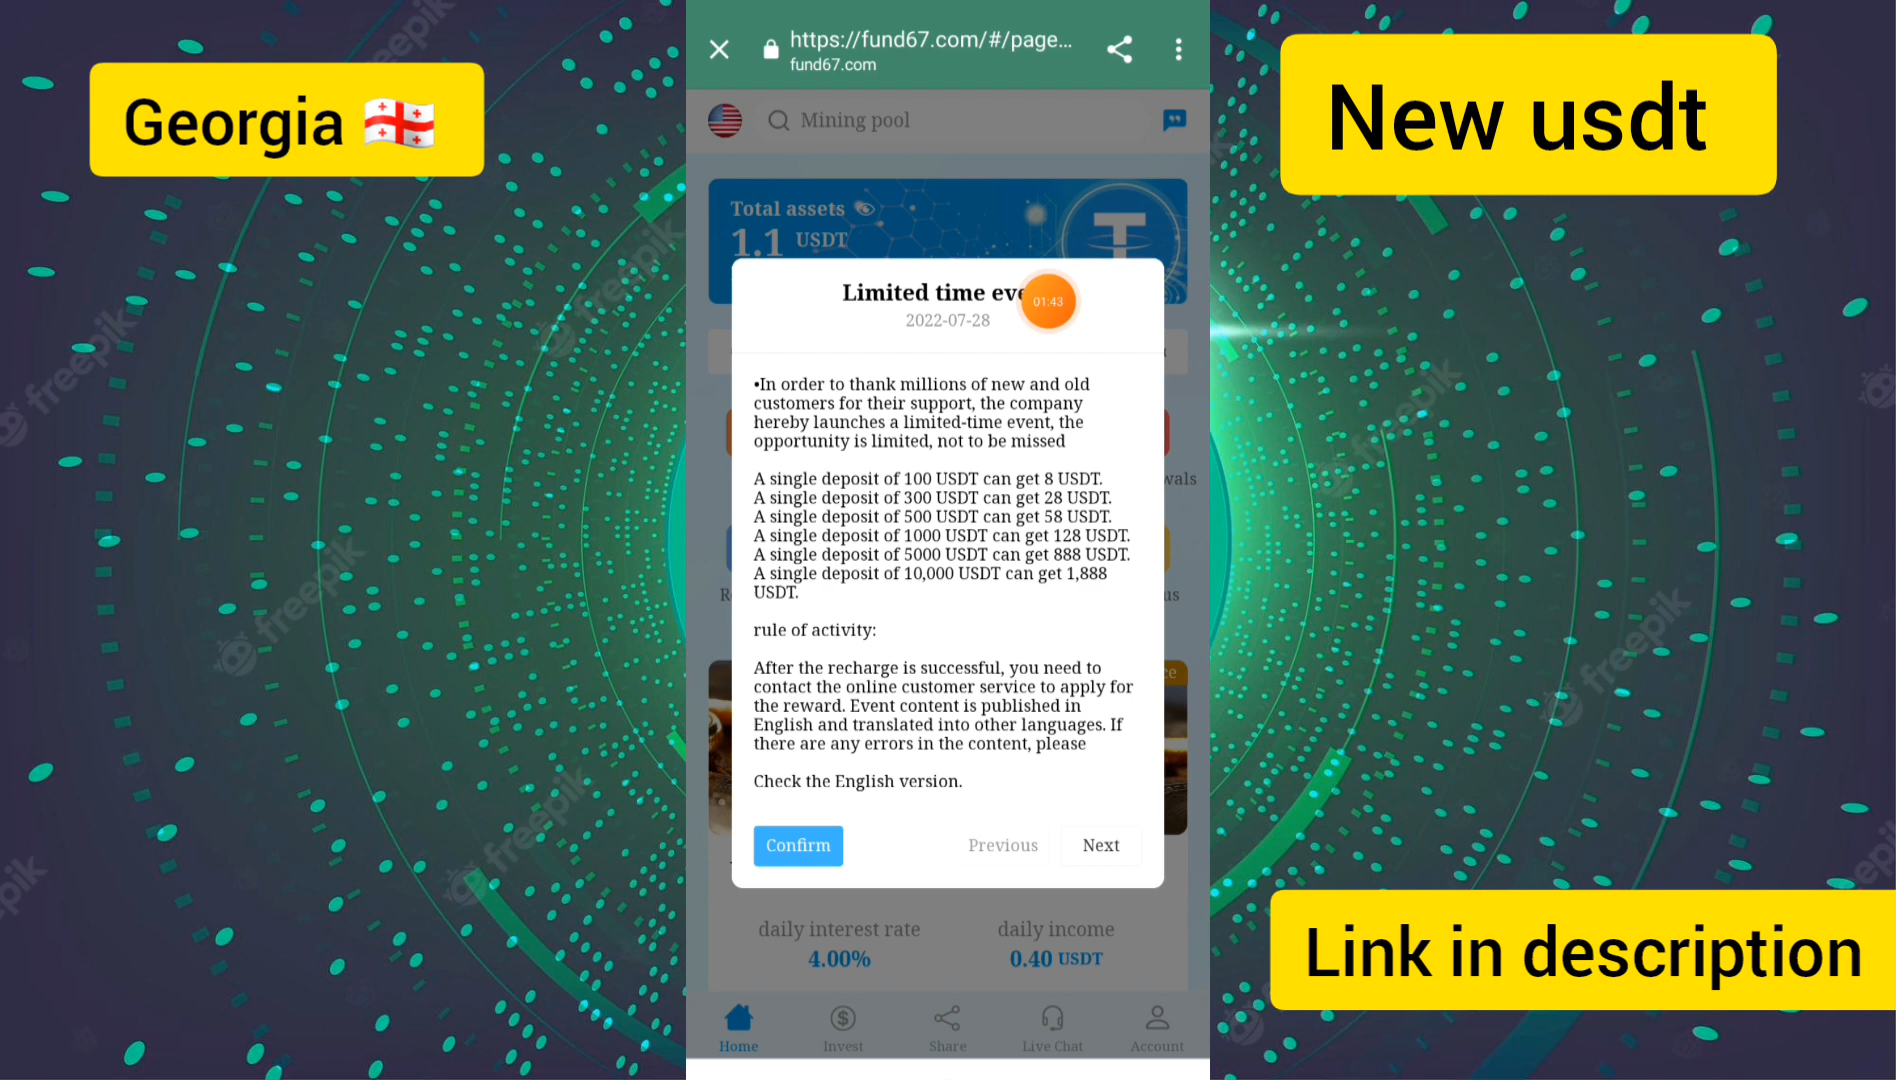 Georgia 🇬🇪
New usdt
Link in description
https://fund67.com/#/page...
fund67.com
Mining pool
Total assets
1.1 USDT
Limited time eve
01:43
2022-07-28
•In order to thank millions of new and old
customers for their support, the company
hereby launches a limited-time event, the
opportunity is limited, not to be missed
A single deposit of 100 USDT can get 8 USDT.
A single deposit of 300 USDT can get 28 USDT.
A single deposit of 500 USDT can get 58 USDT.
A single deposit of 1000 USDT can get 128 USDT.
A single deposit of 5000 USDT can get 888 USDT.
A single deposit of 10,000 USDT can get 1,888
USDT.
rule of activity:
After the recharge is successful, you need to
contact the online customer service to apply for
the reward. Event content is published in
English and translated into other languages. If
there are any errors in the content, please
Check the English version.
Confirm
Previous
Next
daily interest rate
daily income
4.00%
0.40 USDT
Home
Invest
Share
Live Chat
Account
freepik
freepik
freepik
freepik
freepik
freepik
freepik